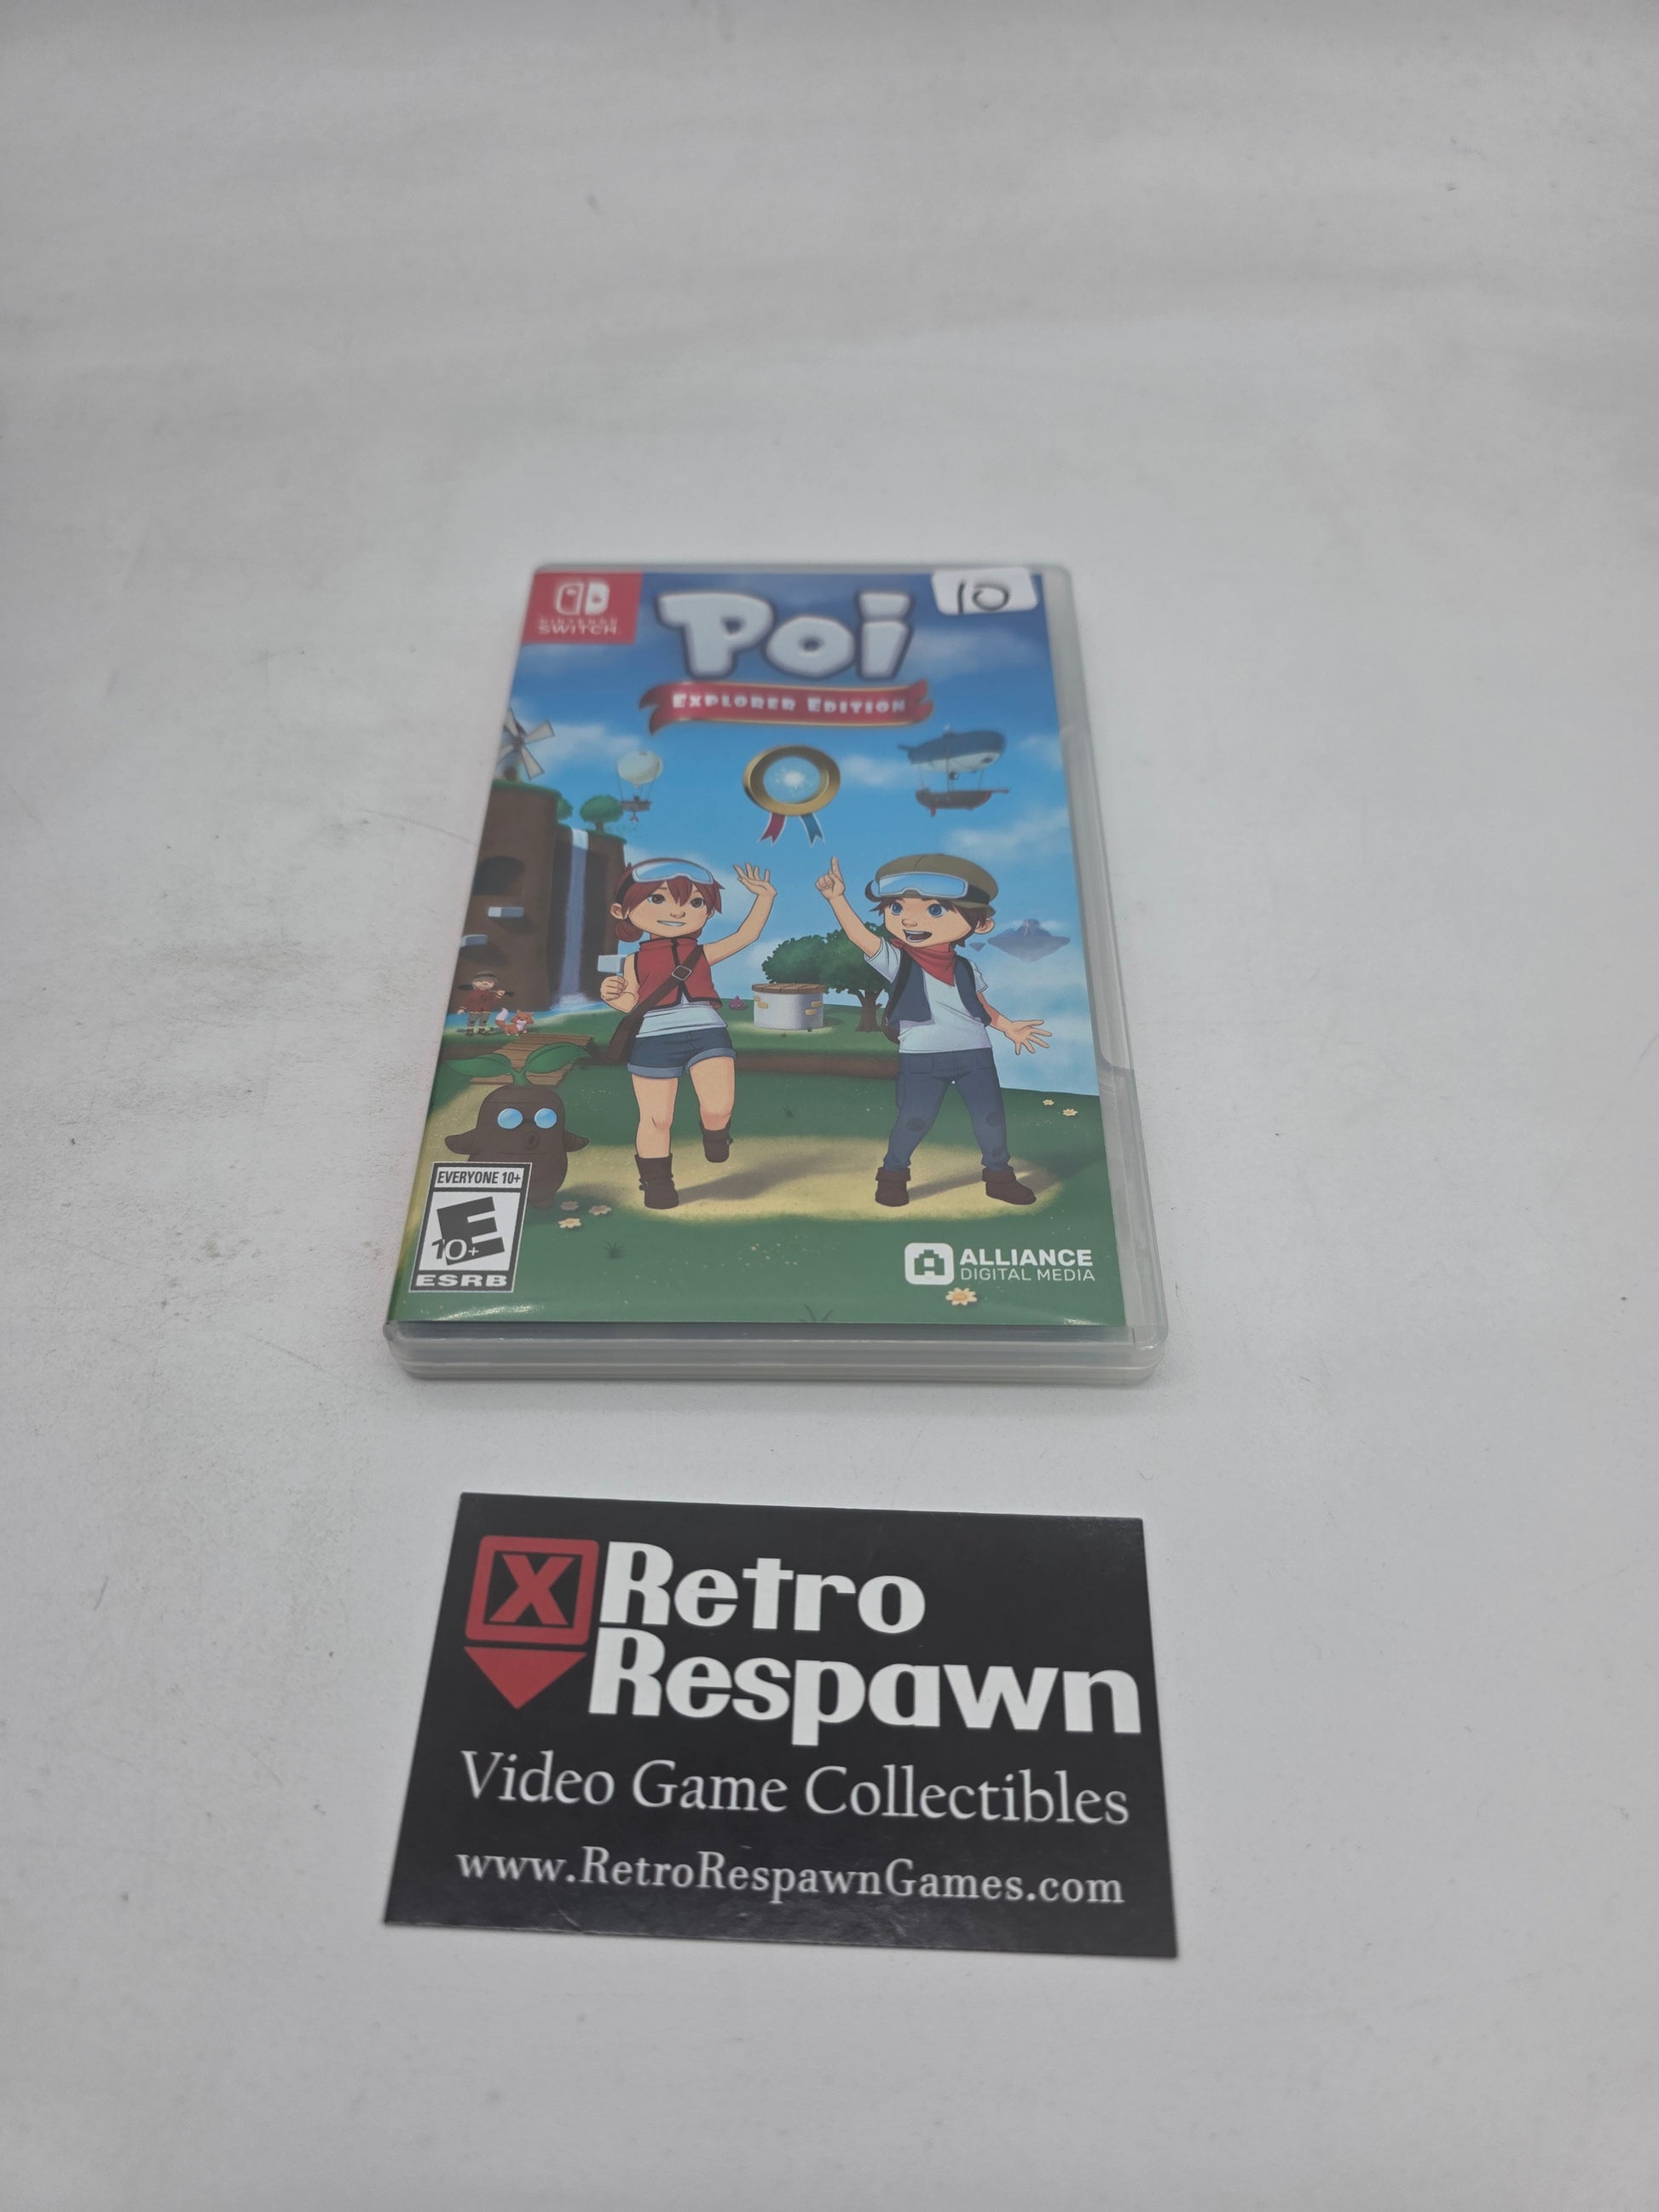 NINTENDO
SWITCH
Poi
10
EXPLORER EDITION
EVERYONE 10+
E
10+
ESRB
ALLIANCE
DIGITAL MEDIA
X Retro
Respawn
Video Game Collectibles
www.RetroRespawnGames.com